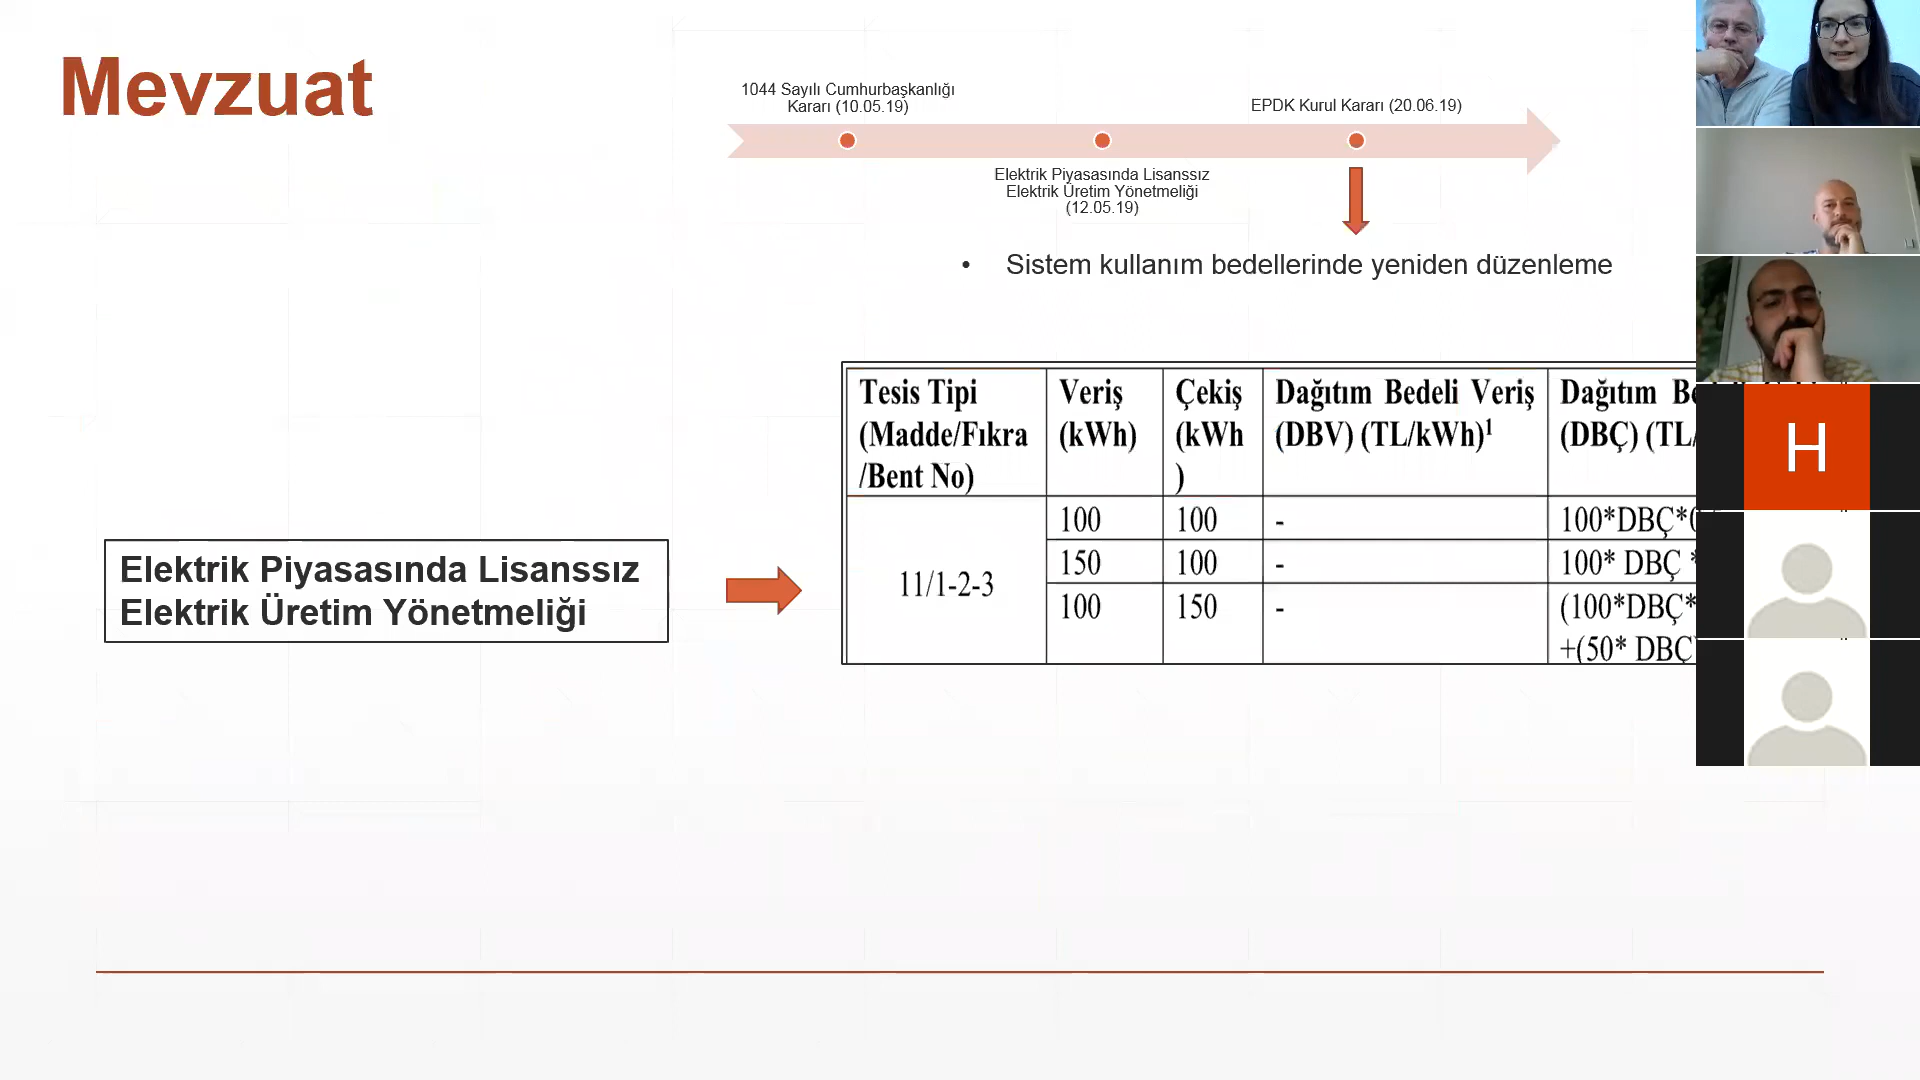 Mevzuat
1044 Sayılı Cumhurbaşkanlığı
Kararı (10.05.19)
EPDK Kurul Kararı (20.06.19)
Elektrik Piyasasında Lisanssız
Elektrik Üretim Yönetmeliği
(12.05.19)
• Sistem kullanım bedellerinde yeniden düzenleme
Elektrik Piyasasında Lisanssız
Elektrik Üretim Yönetmeliği
Tesis Tipi
(Madde/Fıkra
/Bent No)
Veriş
(kWh)
Çekiş
(kWh
)
Dağıtım Bedeli Veriş
(DBV) (TL/kWh)¹
Dağıtım
(DBÇ) (TL/
11/1-2-3
100 100 - 100*DBÇ*
150 100 - 100* DBÇ *
100 150 - (100*DBÇ*
+(50* DBÇ
H